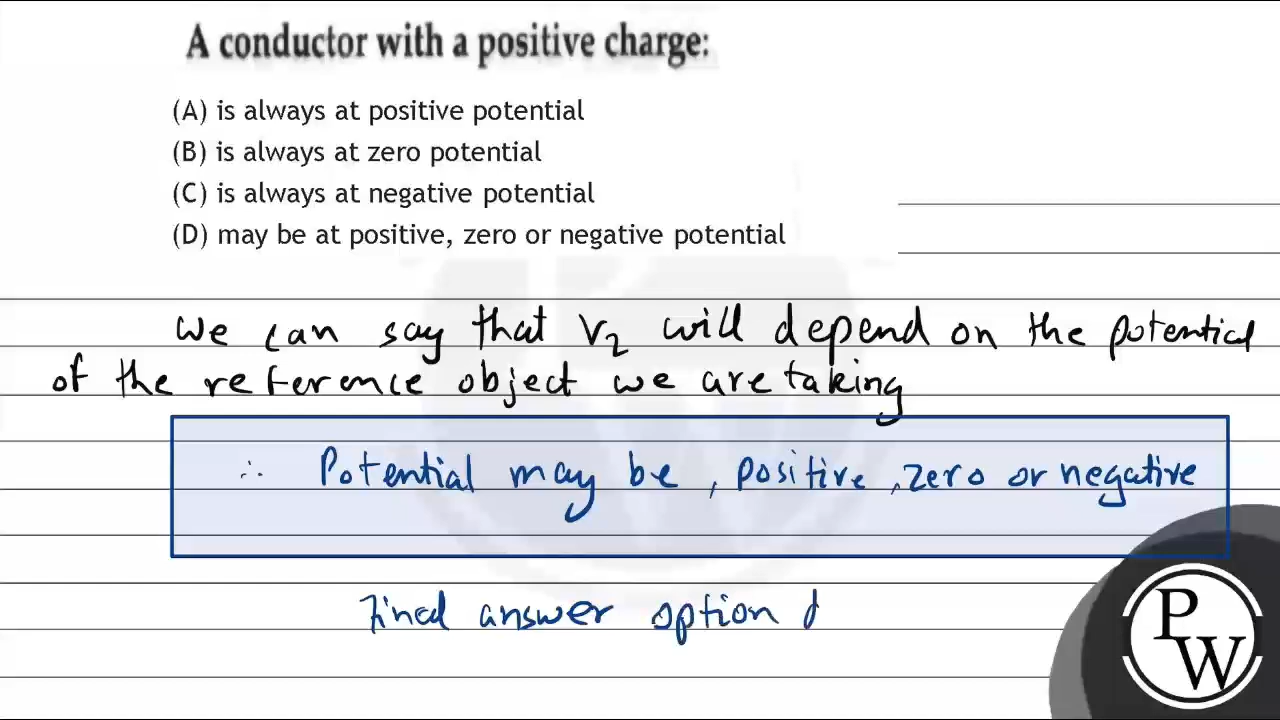 A conductor with a positive charge:
(A) is always at positive potential
(B) is always at zero potential
(C) is always at negative potential
(D) may be at positive, zero or negative potential
We can say that V₂ will depend on the potential
of the reference object we are taking
∴ Potential may be, positive, zero or negative
Final answer option d
P
W